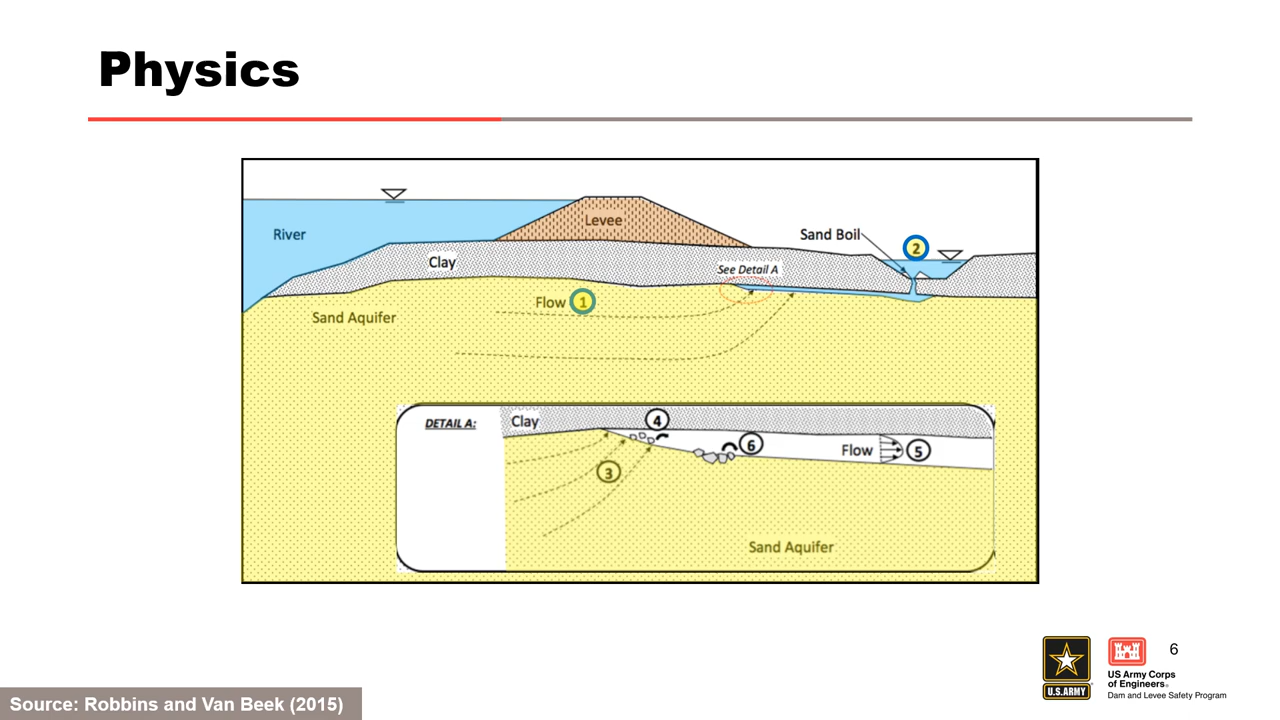 Physics
River
Levee
Sand Boil
2
Clay
See Detail A
Flow 1
Sand Aquifer
DETAIL A:
Clay
4
6
Flow
5
3
Sand Aquifer
6
US Army Corps
of Engineers®
U.S. ARMY
Dam and Levee Safety Program
Source: Robbins and Van Beek (2015)